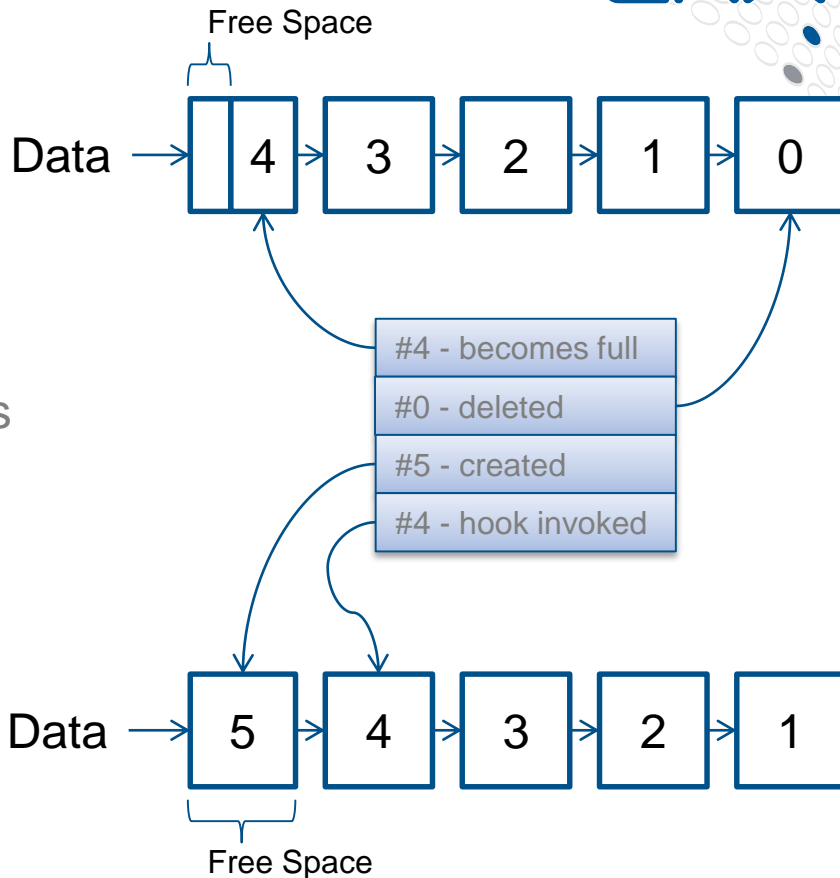 Free Space
Data
4
3
2
1
0
#4 - becomes full
#0 - deleted
#5 - created
#4 - hook invoked
Data
5
4
3
2
1
Free Space